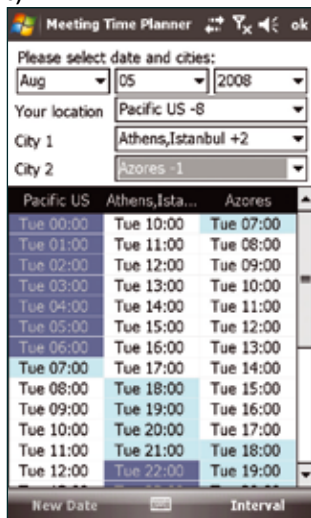 Meeting Time Planner ok
Please select date and cities:
Aug 05 2008
Your location Pacific US -8
City 1 Athens,Istanbul +2
City 2 Azores -1
Pacific US Athens,Ista... Azores
Tue 00:00 Tue 10:00 Tue 07:00
Tue 01:00 Tue 11:00 Tue 08:00
Tue 02:00 Tue 12:00 Tue 09:00
Tue 03:00 Tue 13:00 Tue 10:00
Tue 04:00 Tue 14:00 Tue 11:00
Tue 05:00 Tue 15:00 Tue 12:00
Tue 06:00 Tue 16:00 Tue 13:00
Tue 07:00 Tue 17:00 Tue 14:00
Tue 08:00 Tue 18:00 Tue 15:00
Tue 09:00 Tue 19:00 Tue 16:00
Tue 10:00 Tue 20:00 Tue 17:00
Tue 11:00 Tue 21:00 Tue 18:00
Tue 12:00 Tue 22:00 Tue 19:00
New Date Interval